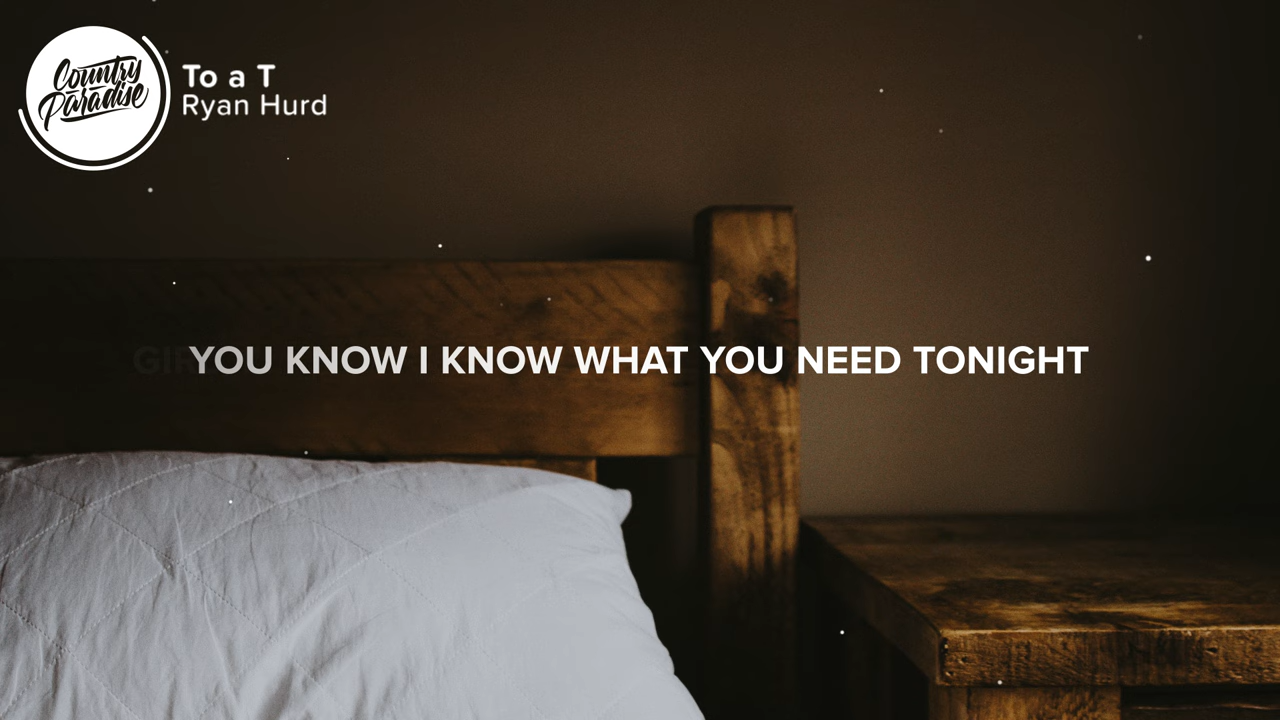 Country
Paradise
To a T
Ryan Hurd
YOU KNOW I KNOW WHAT YOU NEED TONIGHT